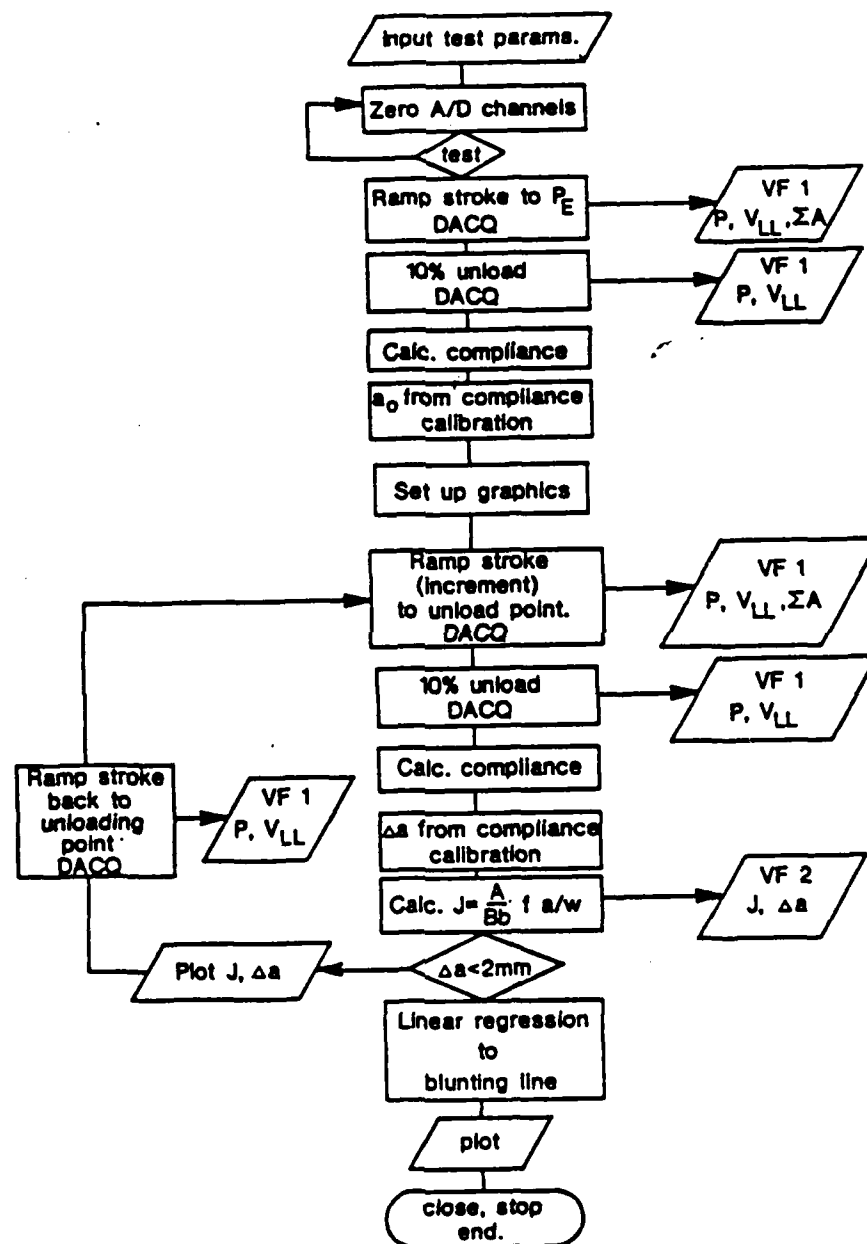 Input test params.
Zero A/D channels
test
Ramp stroke to P_E
DACQ
VF 1
P, V_LL, ΣA
10% unload
DACQ
VF 1
P, V_LL
Calc. compliance
a_o from compliance
calibration
Set up graphics
Ramp stroke
(increment)
to unload point.
DACQ
VF 1
P, V_LL, ΣA
10% unload
DACQ
VF 1
P, V_LL
Calc. compliance
Ramp stroke
back to
unloading
point
DACQ
VF 1
P, V_LL
Δa from compliance
calibration
Calc. J= A/Bb · f a/w
VF 2
J, Δa
Δa<2mm
Plot J, Δa
Linear regression
to
blunting line
plot
close, stop
end.